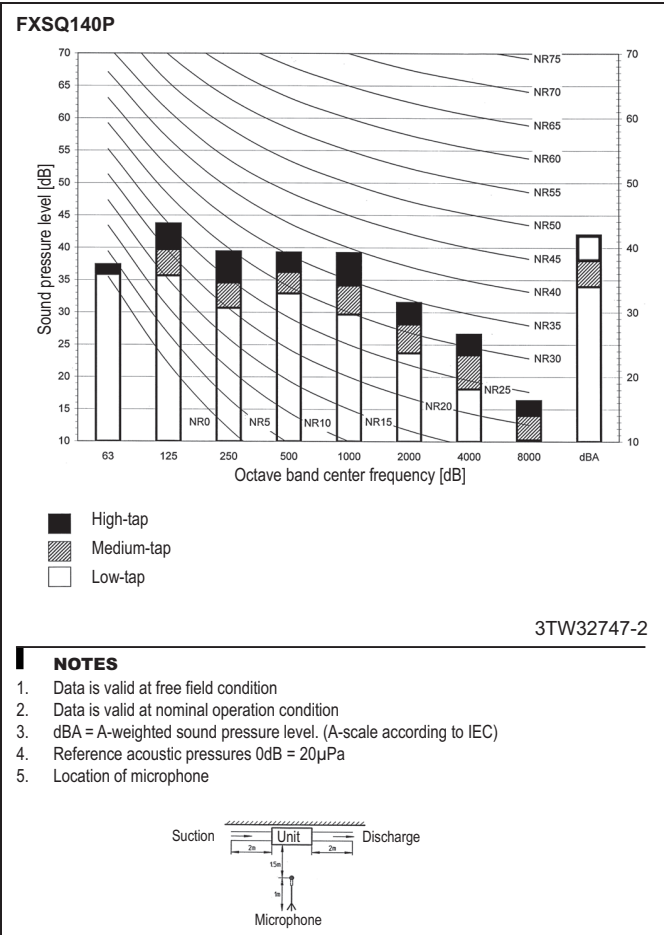 FXSQ140P
70
65
60
55
50
45
40
35
30
25
20
15
10
Sound pressure level [dB]
70
60
50
40
30
20
10
NR75
NR70
NR65
NR60
NR55
NR50
NR45
NR40
NR35
NR30
NR25
NR20
NR0 NR5 NR10 NR15
63 125 250 500 1000 2000 4000 8000 dBA
Octave band center frequency [dB]
High-tap
Medium-tap
Low-tap
3TW32747-2
NOTES
1. Data is valid at free field condition
2. Data is valid at nominal operation condition
3. dBA = A-weighted sound pressure level. (A-scale according to IEC)
4. Reference acoustic pressures 0dB = 20µPa
5. Location of microphone
Suction Unit Discharge
2m 2m
1.5m
1m
Microphone